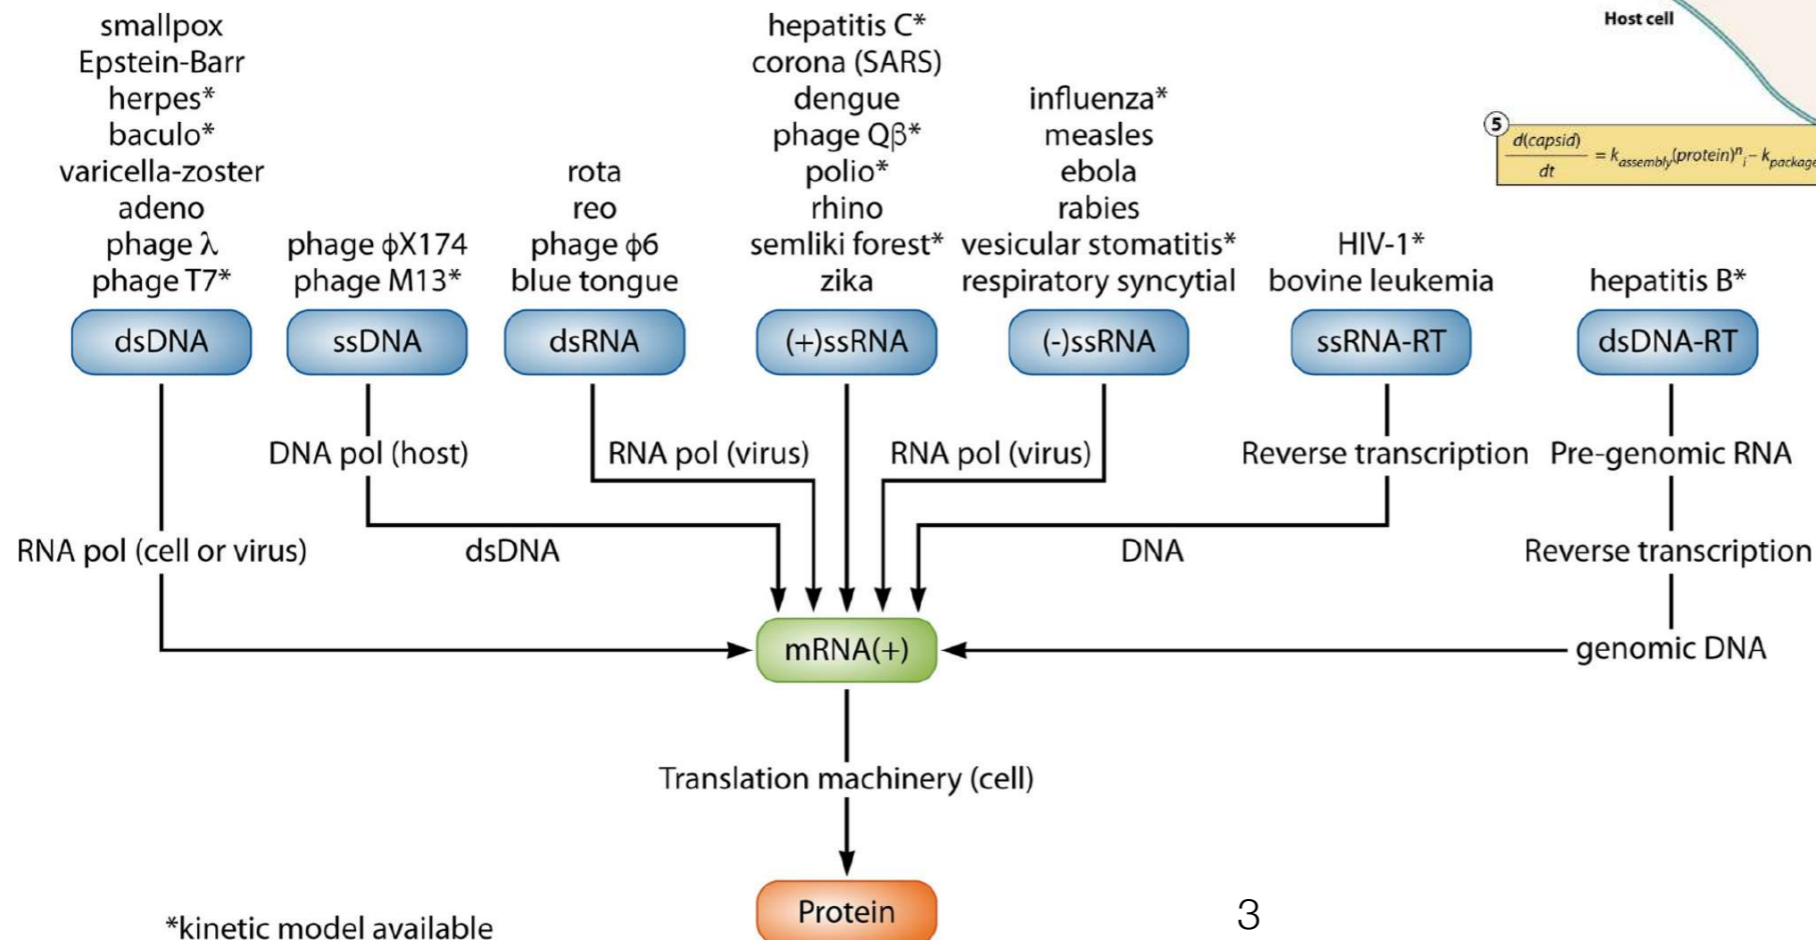 smallpox
Epstein-Barr
herpes*
baculo*
varicella-zoster
adeno
phage λ
phage T7*
dsDNA
phage ϕX174
phage M13*
ssDNA
rota
reo
phage ϕ6
blue tongue
dsRNA
hepatitis C*
corona (SARS)
dengue
phage Qβ*
polio*
rhino
semliki forest*
zika
(+)ssRNA
influenza*
measles
ebola
rabies
vesicular stomatitis*
respiratory syncytial
(-)ssRNA
HIV-1*
bovine leukemia
ssRNA-RT
hepatitis B*
dsDNA-RT
Host cell
5
d(capsid)
dt
= k assembly (protein)^n i - k package
DNA pol (host)
RNA pol (virus)
RNA pol (virus)
Reverse transcription
Pre-genomic RNA
RNA pol (cell or virus)
dsDNA
DNA
Reverse transcription
mRNA(+)
genomic DNA
Translation machinery (cell)
Protein
*kinetic model available
3